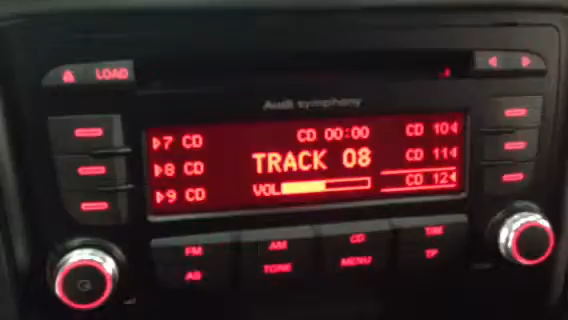 LOAD
Audi symphony
7 CD
CD 00:00
CD 10
8 CD
TRACK 08
CD 11
9 CD
VOL
CD 12
FM
AM
CD
AS
TONE
MENU
TP